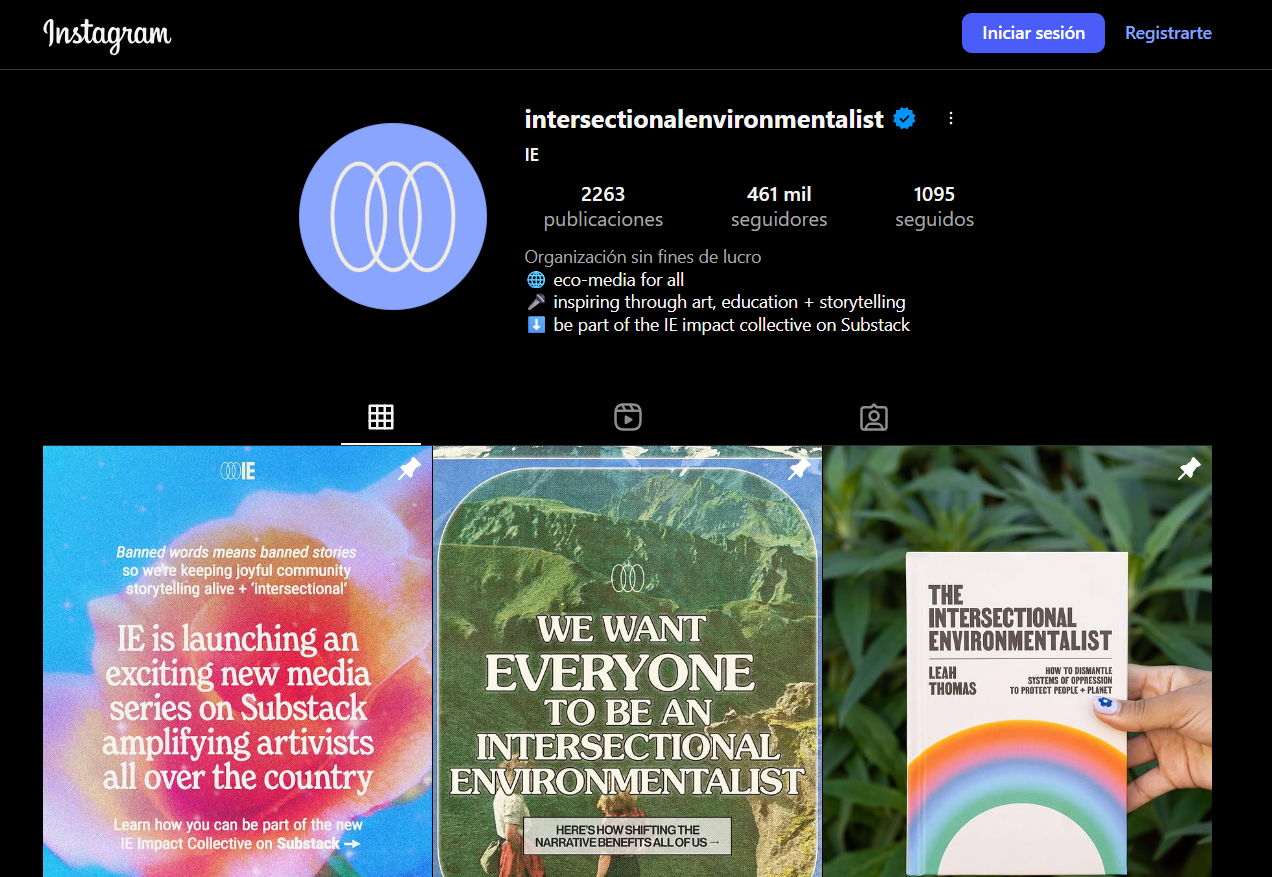 Instagram
Iniciar sesión
Registrarte
intersectionalenvironmentalist
IE
2263
publicaciones
461 mil
seguidores
1095
seguidos
Organización sin fines de lucro
🌐 eco-media for all
🎤 inspiring through art, education + storytelling
⬇️ be part of the IE impact collective on Substack
IE
Banned words means banned stories
so we're keeping joyful community
storytelling alive + 'intersectional'
IE is launching an
exciting new media
series on Substack
amplifying artivists
all over the country
Learn how you can be part of the new
IE Impact Collective on Substack →
WE WANT
EVERYONE
TO BE AN
INTERSECTIONAL
ENVIRONMENTALIST
HERE'S HOW SHIFTING THE
NARRATIVE BENEFITS ALL OF US →
THE
INTERSECTIONAL
ENVIRONMENTALIST
LEAH
THOMAS
HOW TO DISMANTLE
SYSTEMS OF OPPRESSION
TO PROTECT PEOPLE + PLANET